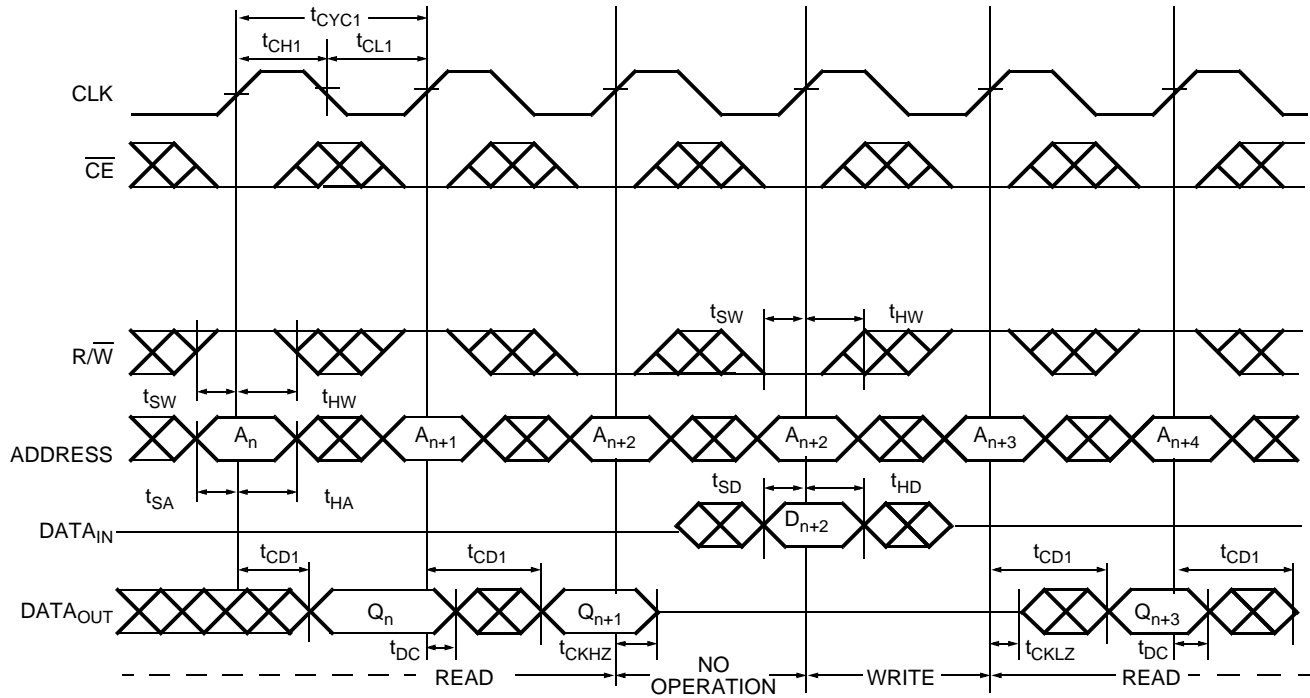 tCYC1
tCH1 tCL1
CLK
CE
tSW tHW
R/W
tSW tHW
An An+1 An+2 An+2 An+3 An+4
ADDRESS
tSA tHA tSD tHD
DATAIN Dn+2
tCD1 tCD1 tCD1 tCD1
DATAOUT Qn Qn+1 Qn+3
tDC tCKHZ tCKLZ tDC
READ NO OPERATION WRITE READ